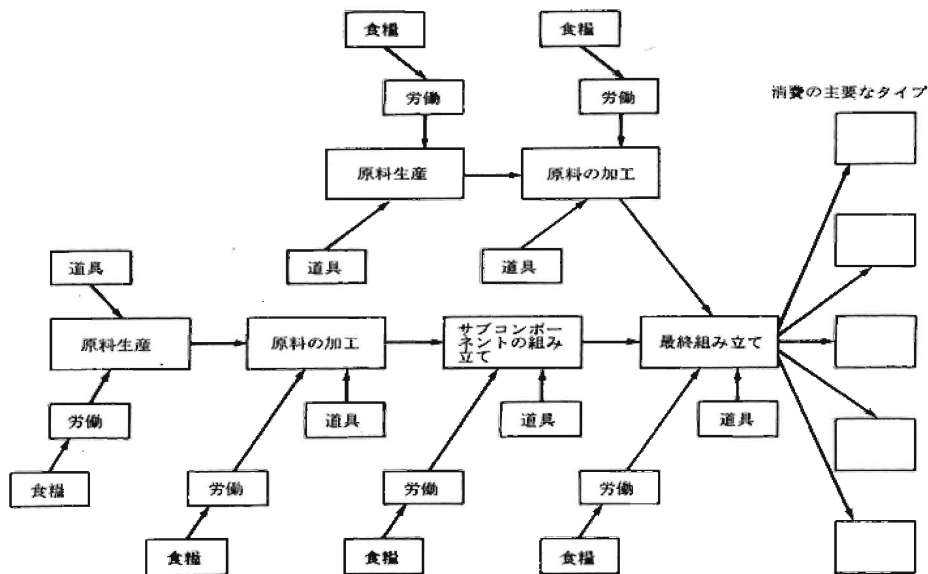 食糧
食糧
労働
労働
消費の主要なタイプ
原料生産
原料の加工
道具
道具
道具
原料生産
原料の加工
サブコンポー
ネントの組み
立て
最終組み立て
労働
道具
道具
道具
食糧
労働
労働
労働
食糧
食糧
食糧